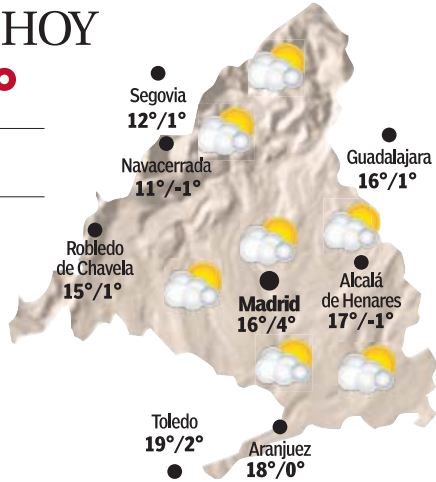 HOY
Segovia
12°/1°
Navacerrada
11°/-1°
Guadalajara
16°/1°
Robledo
de Chavela
15°/1°
Madrid
16°/4°
Alcalá
de Henares
17°/-1°
Toledo
19°/2°
Aranjuez
18°/0°